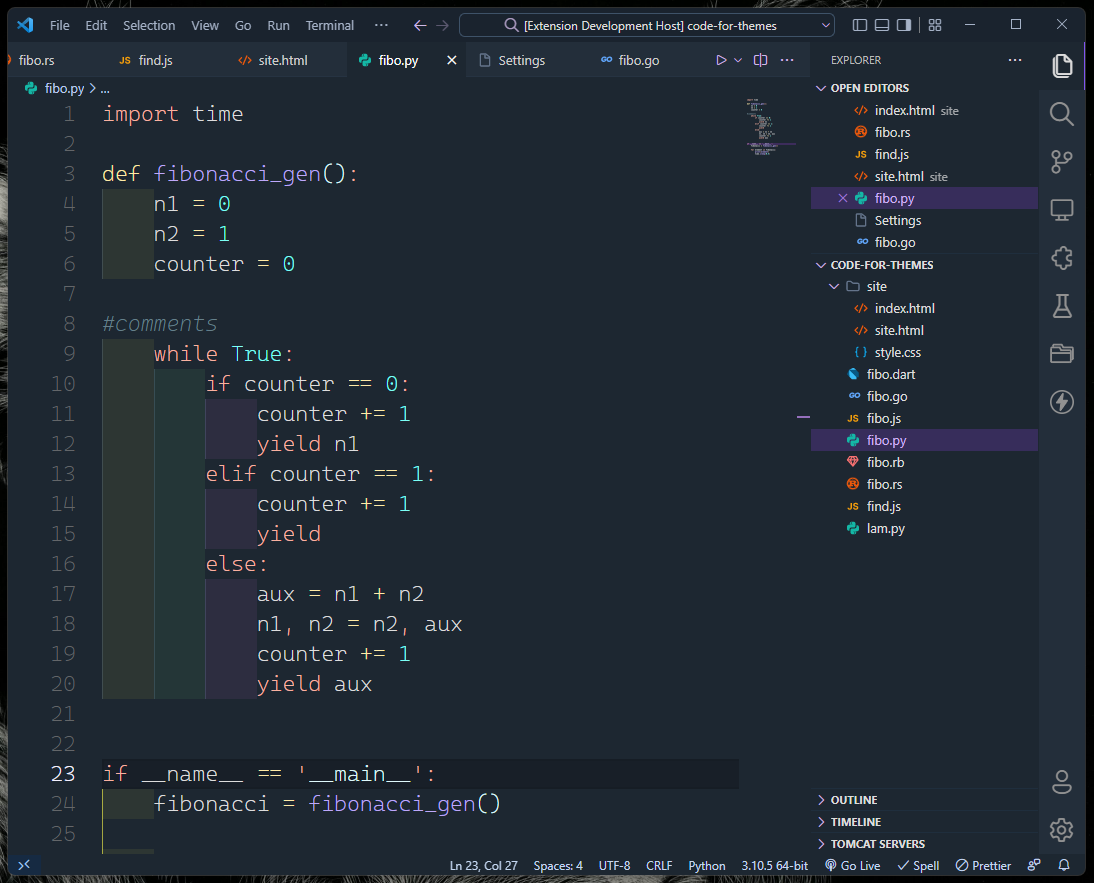 File Edit Selection View Go Run Terminal ··· [Extension Development Host] code-for-themes
fibo.rs JS find.js site.html fibo.py Settings GO fibo.go ···
fibo.py > ...
1 import time
2
3 def fibonacci_gen():
4 n1 = 0
5 n2 = 1
6 counter = 0
7
8 #comments
9 while True:
10 if counter == 0:
11 counter += 1
12 yield n1
13 elif counter == 1:
14 counter += 1
15 yield
16 else:
17 aux = n1 + n2
18 n1, n2 = n2, aux
19 counter += 1
20 yield aux
21
22
23 if __name__ == '__main__':
24 fibonacci = fibonacci_gen()
25
EXPLORER ···
OPEN EDITORS
index.html site
fibo.rs
JS find.js
site.html site
fibo.py
Settings
GO fibo.go
CODE-FOR-THEMES
site
index.html
site.html
{ } style.css
fibo.dart
GO fibo.go
JS fibo.js
fibo.py
fibo.rb
fibo.rs
JS find.js
lam.py
OUTLINE
TIMELINE
TOMCAT SERVERS
Ln 23, Col 27 Spaces: 4 UTF-8 CRLF Python 3.10.5 64-bit Go Live Spell Prettier